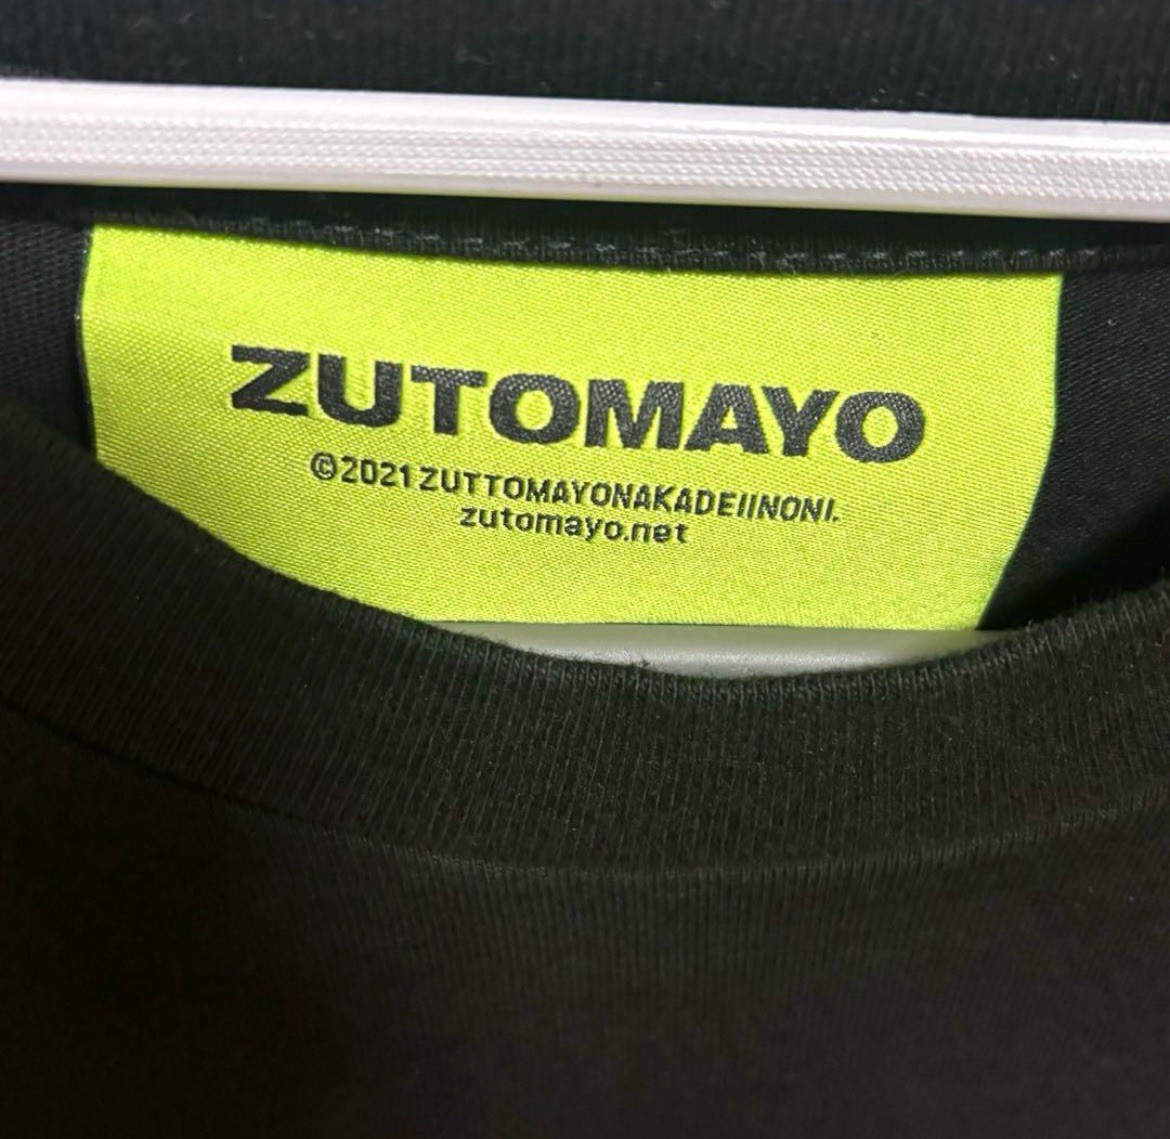 ZUTOMAYO
©2021 ZUTTOMAYONAKADEIINONI.
zutomayo.net